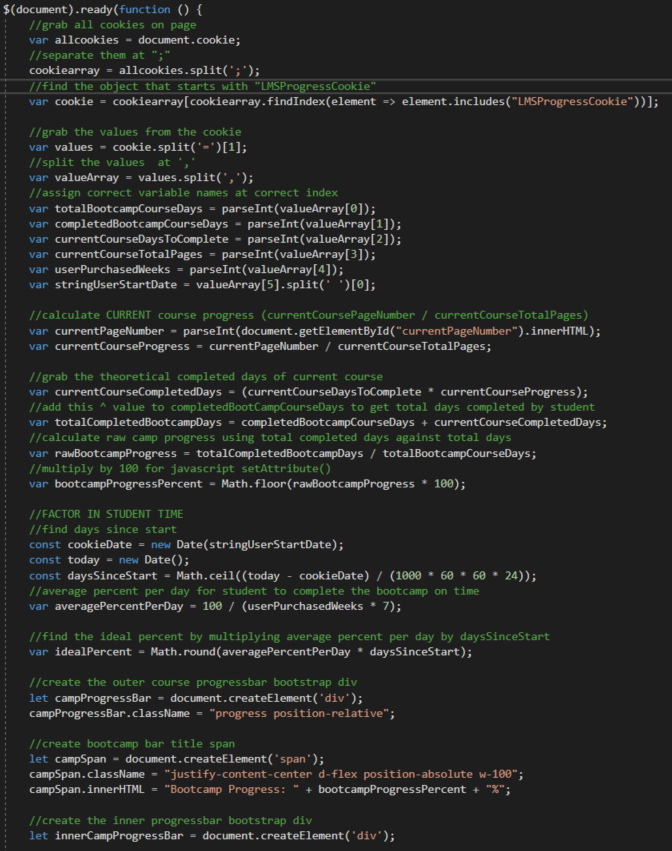 $(document).ready(function () {
//grab all cookies on page
var allcookies = document.cookie;
//separate them at ";"
cookiearray = allcookies.split(';');
//find the object that starts with "LMSProgressCookie"
var cookie = cookiearray[cookiearray.findIndex(element => element.includes("LMSProgressCookie"))];
//grab the values from the cookie
var values = cookie.split('=')[1];
//split the values  at ','
var valueArray = values.split(',');
//assign correct variable names at correct index
var totalBootcampCourseDays = parseInt(valueArray[0]);
var completedBootcampCourseDays = parseInt(valueArray[1]);
var currentCourseDaysToComplete = parseInt(valueArray[2]);
var currentCourseTotalPages = parseInt(valueArray[3]);
var userPurchasedWeeks = parseInt(valueArray[4]);
var stringUserStartDate = valueArray[5].split(' ')[0];
//calculate CURRENT course progress (currentCoursePageNumber / currentCourseTotalPages)
var currentPageNumber = parseInt(document.getElementById("currentPageNumber").innerHTML);
var currentCourseProgress = currentPageNumber / currentCourseTotalPages;
//grab the theoretical completed days of current course
var currentCourseCompletedDays = (currentCourseDaysToComplete * currentCourseProgress);
//add this ^ value to completedBootCampCourseDays to get total days completed by student
var totalCompletedBootcampDays = completedBootcampCourseDays + currentCourseCompletedDays;
//calculate raw camp progress using total completed days against total days
var rawBootcampProgress = totalCompletedBootcampDays / totalBootcampCourseDays;
//multiply by 100 for javascript setAttribute()
var bootcampProgressPercent = Math.floor(rawBootcampProgress * 100);
//FACTOR IN STUDENT TIME
//find days since start
const cookieDate = new Date(stringUserStartDate);
const today = new Date();
const daysSinceStart = Math.ceil((today - cookieDate) / (1000 * 60 * 60 * 24));
//average percent per day for student to complete the bootcamp on time
var averagePercentPerDay = 100 / (userPurchasedWeeks * 7);
//find the ideal percent by multiplying average percent per day by daysSinceStart
var idealPercent = Math.round(averagePercentPerDay * daysSinceStart);
//create the outer course progressbar bootstrap div
let campProgressBar = document.createElement('div');
campProgressBar.className = "progress position-relative";
//create bootcamp bar title span
let campSpan = document.createElement('span');
campSpan.className = "justify-content-center d-flex position-absolute w-100";
campSpan.innerHTML = "Bootcamp Progress: " + bootcampProgressPercent + "%";
//create the inner progressbar bootstrap div
let innerCampProgressBar = document.createElement('div');